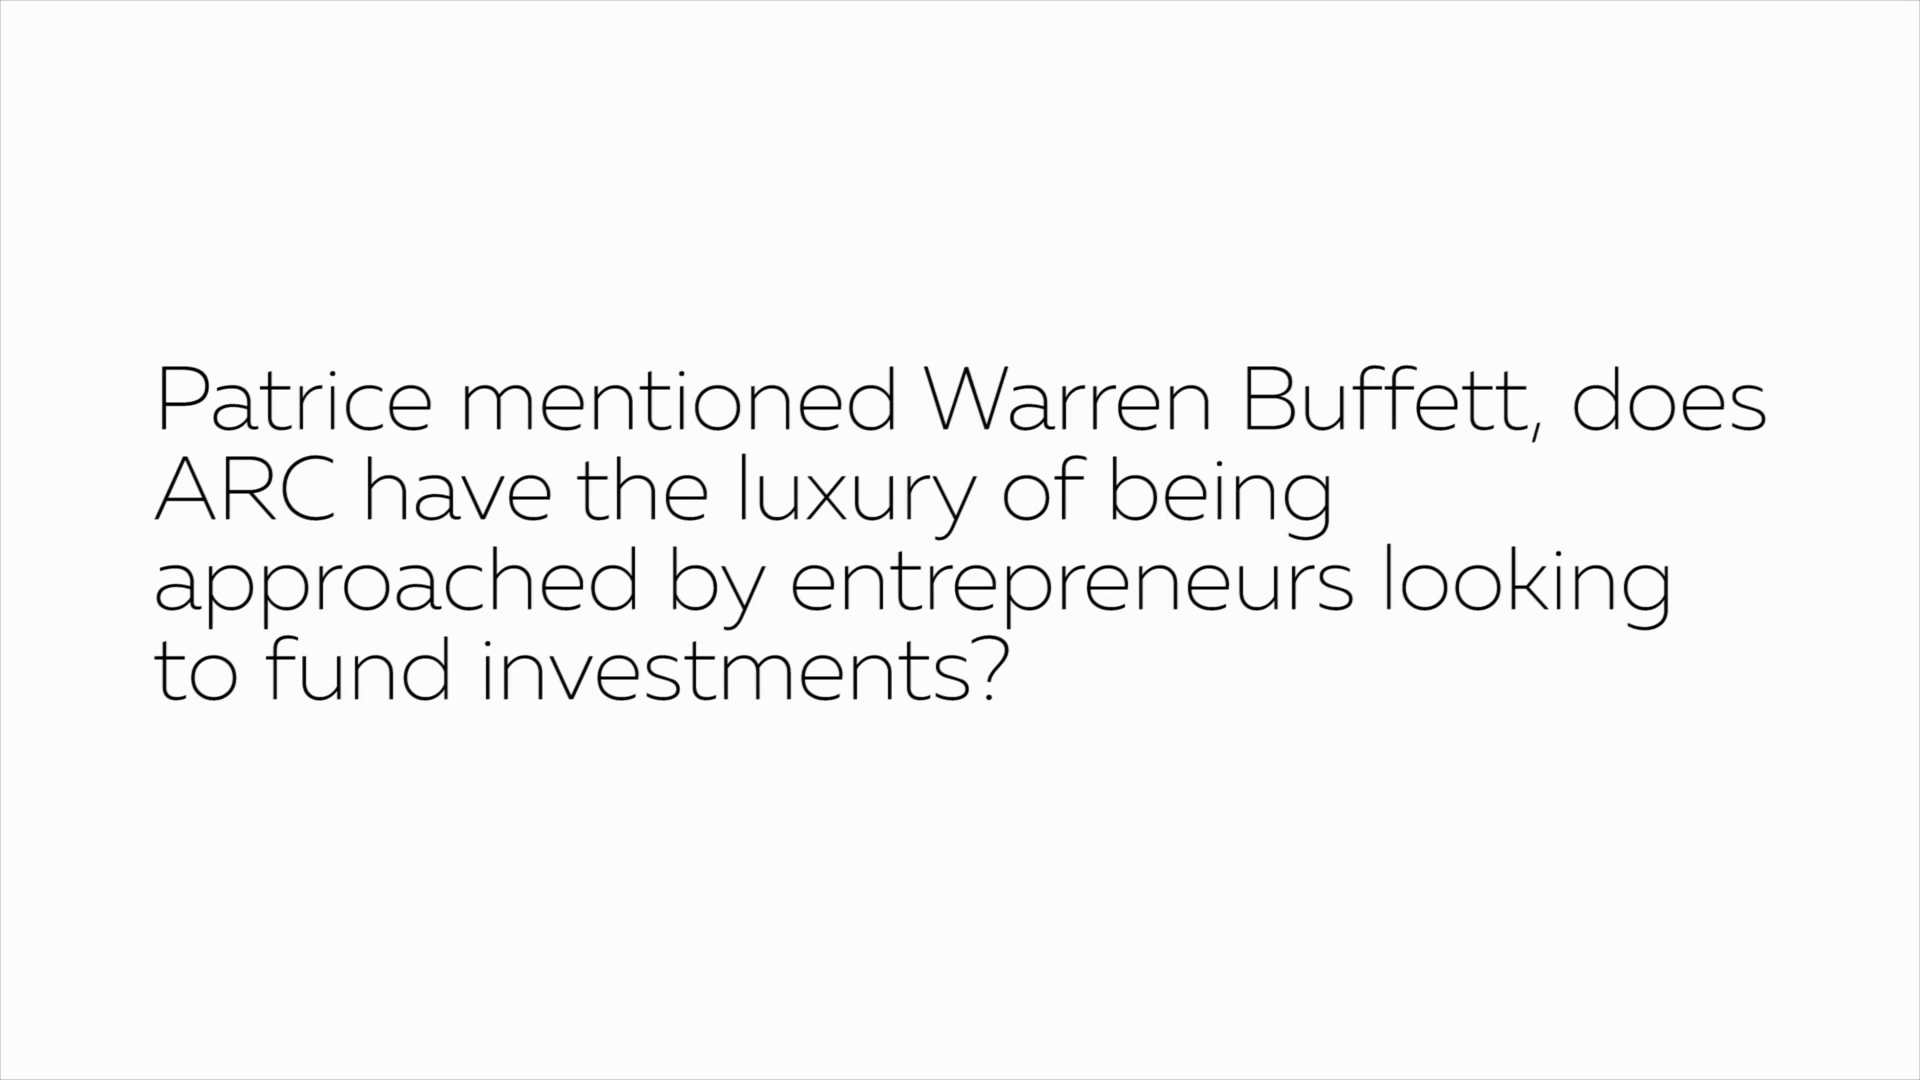 Patrice mentioned Warren Buffett, does
ARC have the luxury of being
approached by entrepreneurs looking
to fund investments?